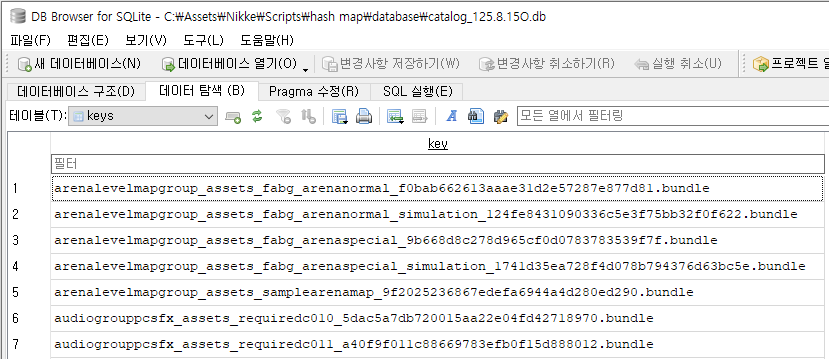 DB Browser for SQLite - C:₩Assets₩Nikke₩Scripts₩hash map₩database₩catalog_125.8.15O.db
파일(F) 편집(E) 보기(V) 도구(L) 도움말(H)
새 데이터베이스(N) 데이터베이스 열기(O) 변경사항 저장하기(W) 변경사항 취소하기(R) 실행 취소(U) 프로젝트 열
데이터베이스 구조(D) 데이터 탐색 (B) Pragma 수정(R) SQL 실행(E)
테이블(T): keys 모든 열에서 필터링
key
필터
1 arenalevelmapgroup_assets_fabg_arenanormal_f0bab662613aaae31d2e57287e877d81.bundle
2 arenalevelmapgroup_assets_fabg_arenanormal_simulation_124fe8431090336c5e3f75bb32f0f622.bundle
3 arenalevelmapgroup_assets_fabg_arenaspecial_9b668d8c278d965cf0d0783783539f7f.bundle
4 arenalevelmapgroup_assets_fabg_arenaspecial_simulation_1741d35ea728f4d078b794376d63bc5e.bundle
5 arenalevelmapgroup_assets_samplearenamap_9f2025236867edefa6944a4d280ed290.bundle
6 audiogrouppcsfx_assets_requiredc010_5dac5a7db720015aa22e04fd42718970.bundle
7 audiogrouppcsfx_assets_requiredc011_a40f9f011c88669783efb0f15d888012.bundle